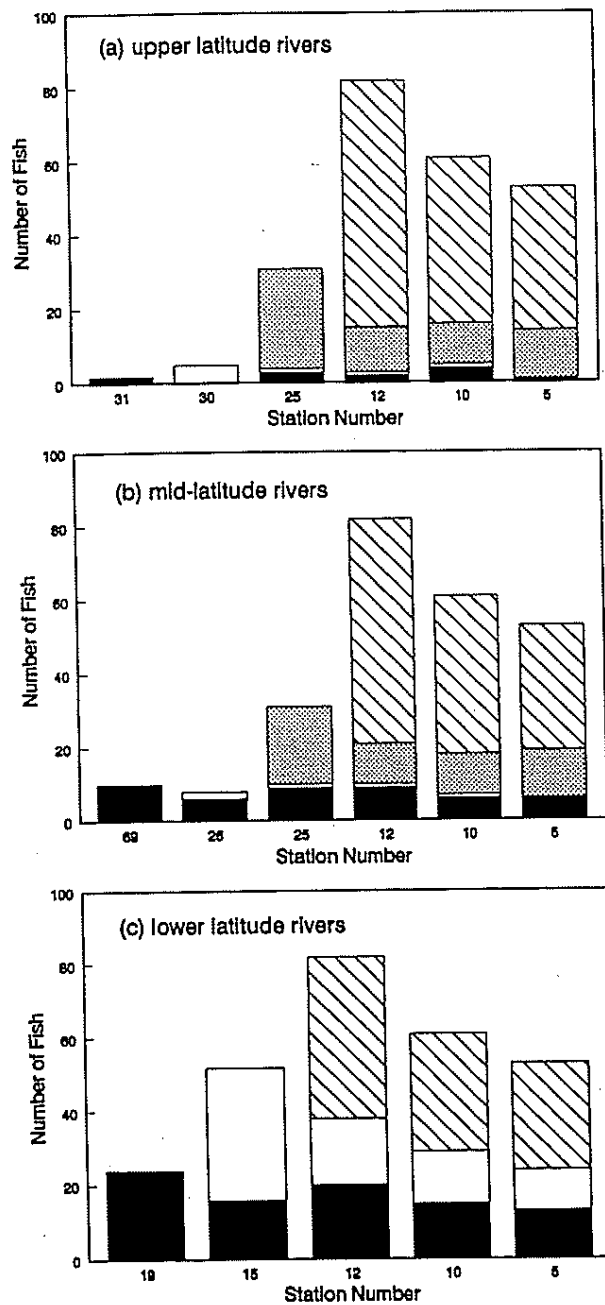 (a) upper latitude rivers
100
80
60
40
20
0
Number of Fish
31 30 25 12 10 5
Station Number
(b) mid-latitude rivers
100
80
60
40
20
0
Number of Fish
69 26 25 12 10 5
Station Number
(c) lower latitude rivers
100
80
60
40
20
0
Number of Fish
19 15 12 10 5
Station Number